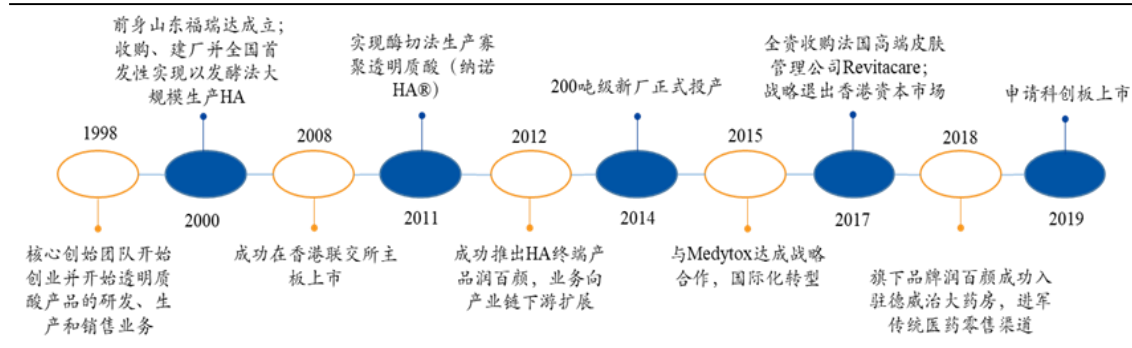 前身山东福瑞达成立；
收购、建厂并全国首
发性实现以发酵法大
规模生产HA
实现酶切法生产寡
聚透明质酸（纳诺
HA®）
200吨级新厂正式投产
全资收购法国高端皮肤
管理公司Revitacare；
战略退出香港资本市场
申请科创板上市
1998
2008
2012
2015
2018
2000
2011
2014
2017
2019
核心创始团队开始
创业并开始透明质
酸产品的研发、生
产和销售业务
成功在香港联交所主
板上市
成功推出HA终端产
品润百颜，业务向
产业链下游扩展
与Medytox达成战略
合作，国际化转型
旗下品牌润百颜成功入
驻德威治大药房，进军
传统医药零售渠道